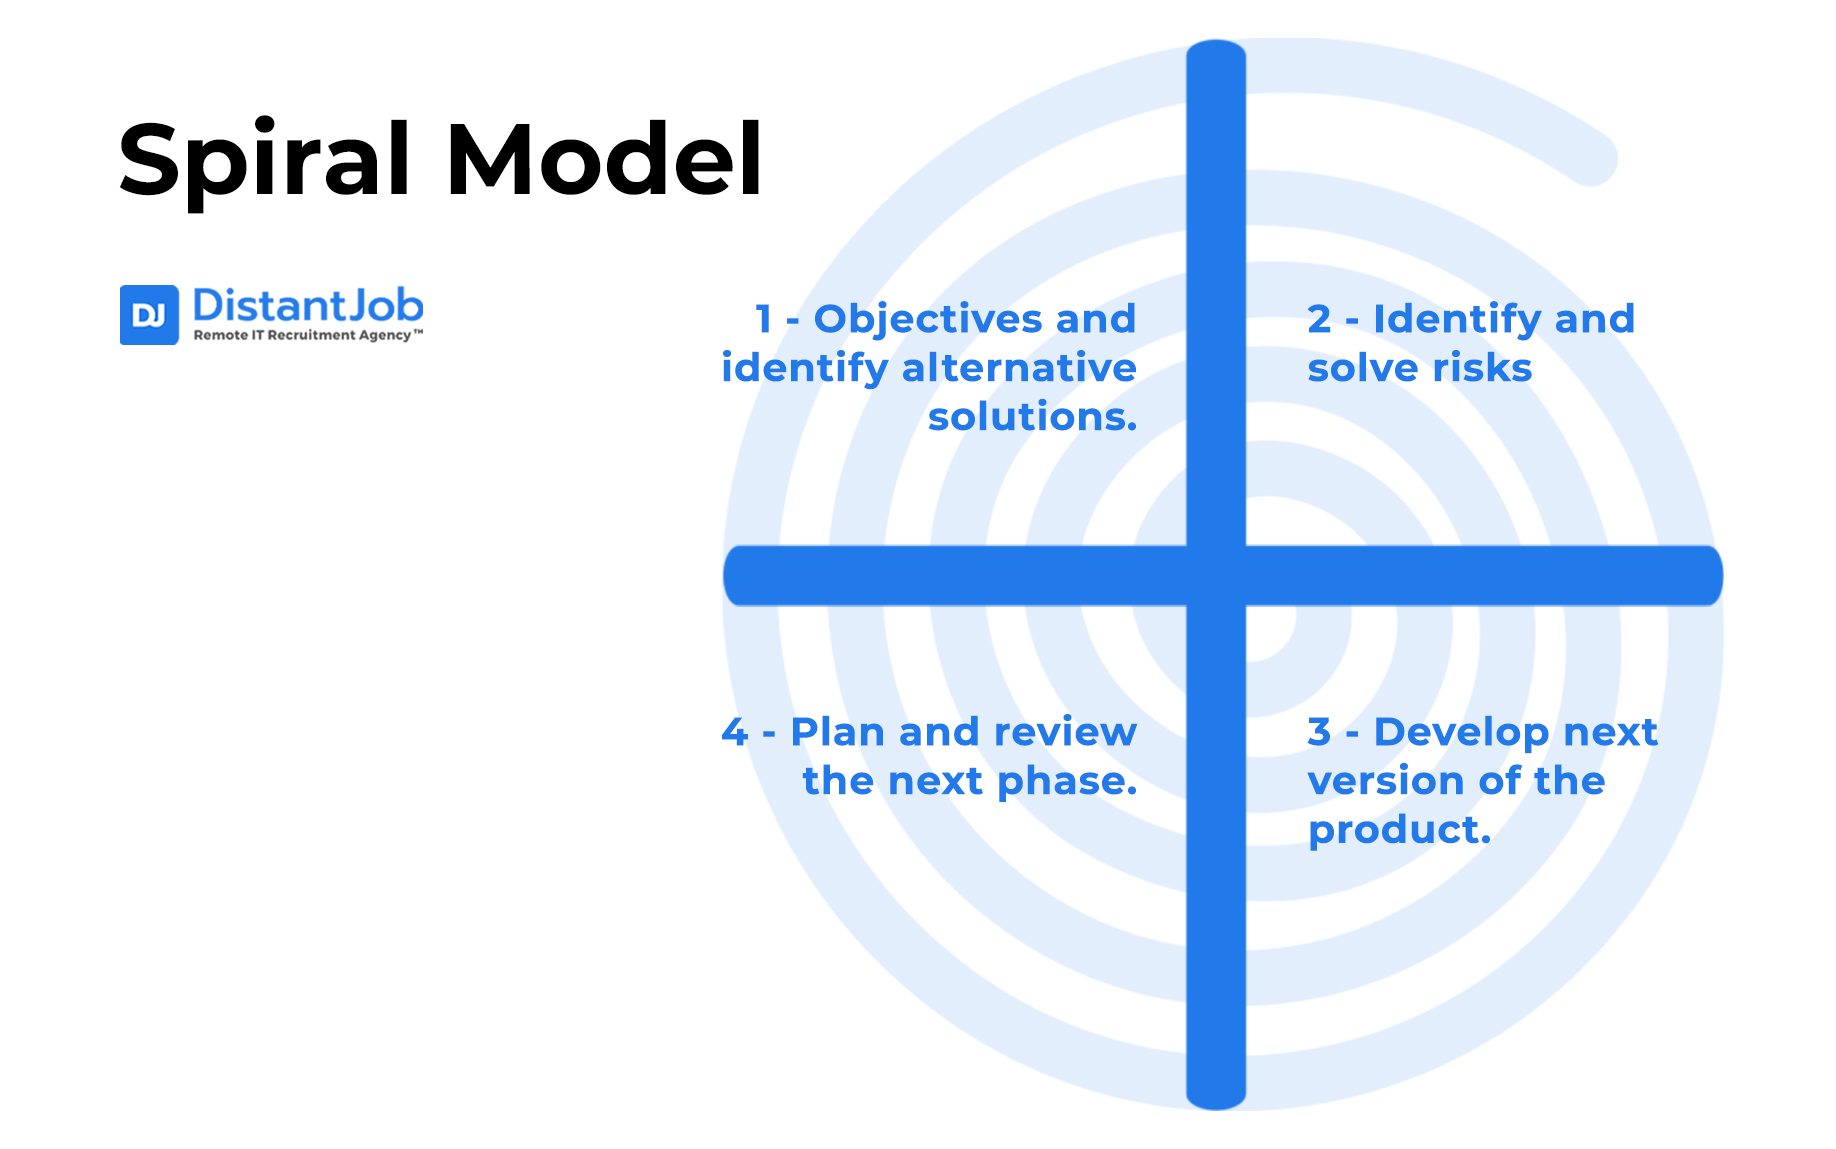 Spiral Model
DJ
DistantJob
Remote IT Recruitment Agency™
1 - Objectives and
identify alternative
solutions.
2 - Identify and
solve risks
4 - Plan and review
the next phase.
3 - Develop next
version of the
product.